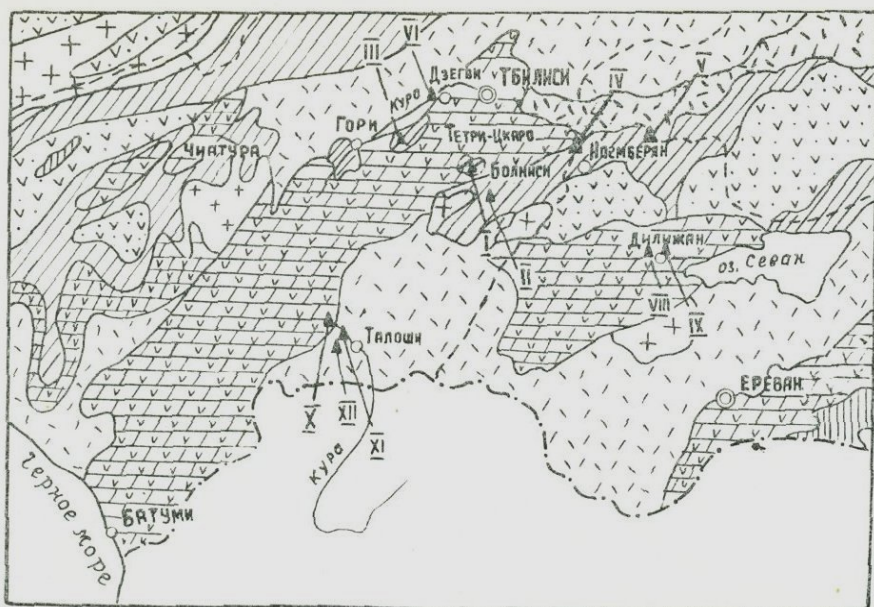 VI
III
ДЗЕГВИ
ТБИЛИСИ
IV
V
КУРА
ГОРИ
ТЕТРИ-ЦКАРО
ЧИАТУРА
НОЕМБЕРЯН
БОЛНИСИ
I
II
ДИЛИЖАН
ОЗ. СЕВАН
VIII
IX
ТАЛОШИ
X
XII
XI
ЕРЕВАН
КУРА
ЧЕРНОЕ МОРЕ
БАТУМИ